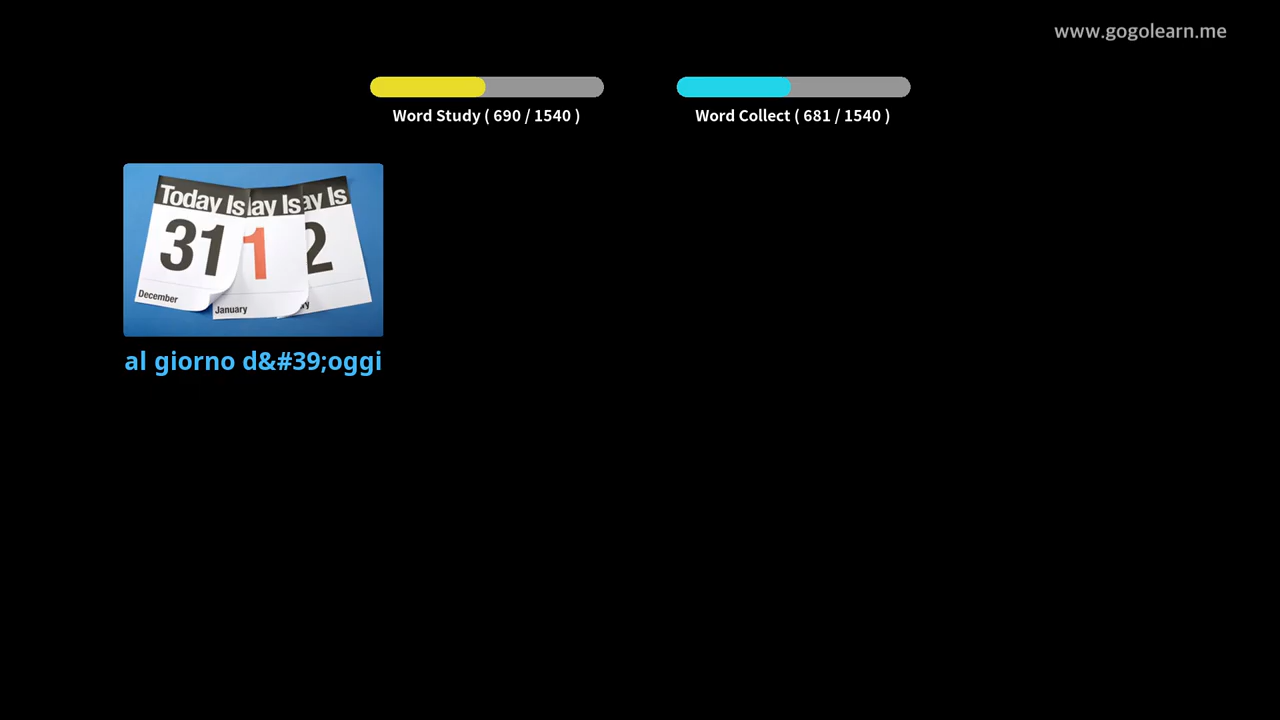 www.gogolearn.me
Word Study ( 690 / 1540 )
Word Collect ( 681 / 1540 )
Today Is
day Is
ay Is
31
1
2
December
January
al giorno d&#39;oggi